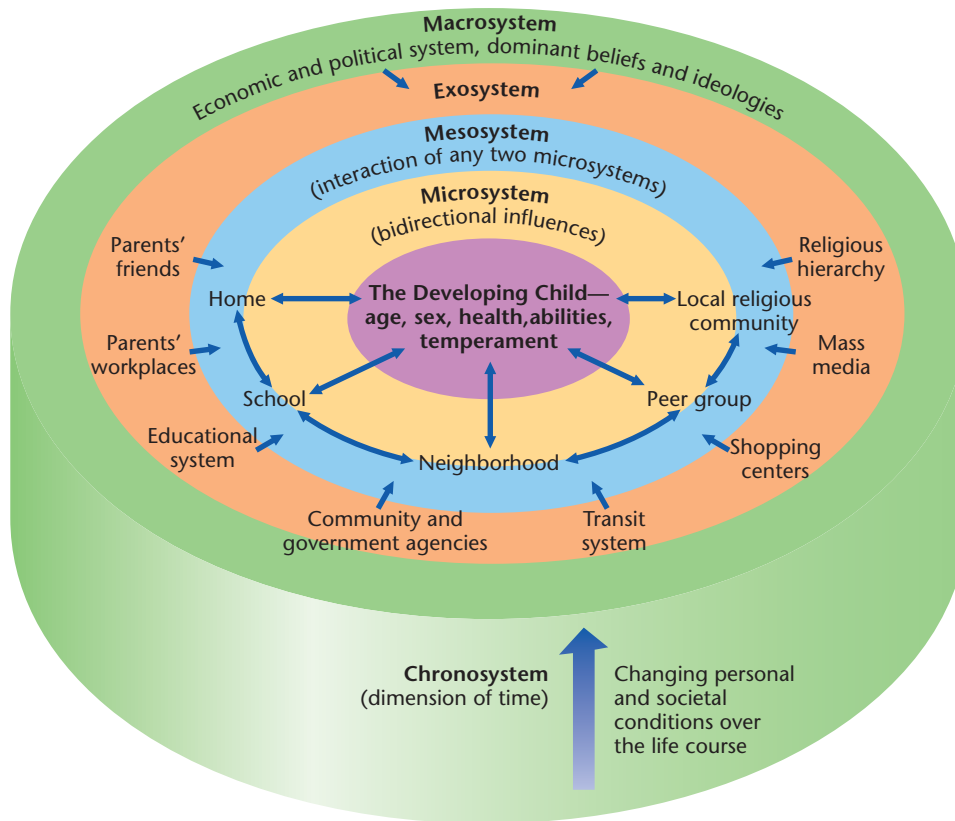 Macrosystem
Economic and political system, dominant beliefs and ideologies
Exosystem
Mesosystem
(interaction of any two microsystems)
Microsystem
(bidirectional influences)
The Developing Child—
age, sex, health,abilities,
temperament
Parents'
friends
Home
Parents'
workplaces
School
Educational
system
Neighborhood
Community and
government agencies
Transit
system
Religious
hierarchy
Local religious
community
Mass
media
Peer group
Shopping
centers
Chronosystem
(dimension of time)
Changing personal
and societal
conditions over
the life course